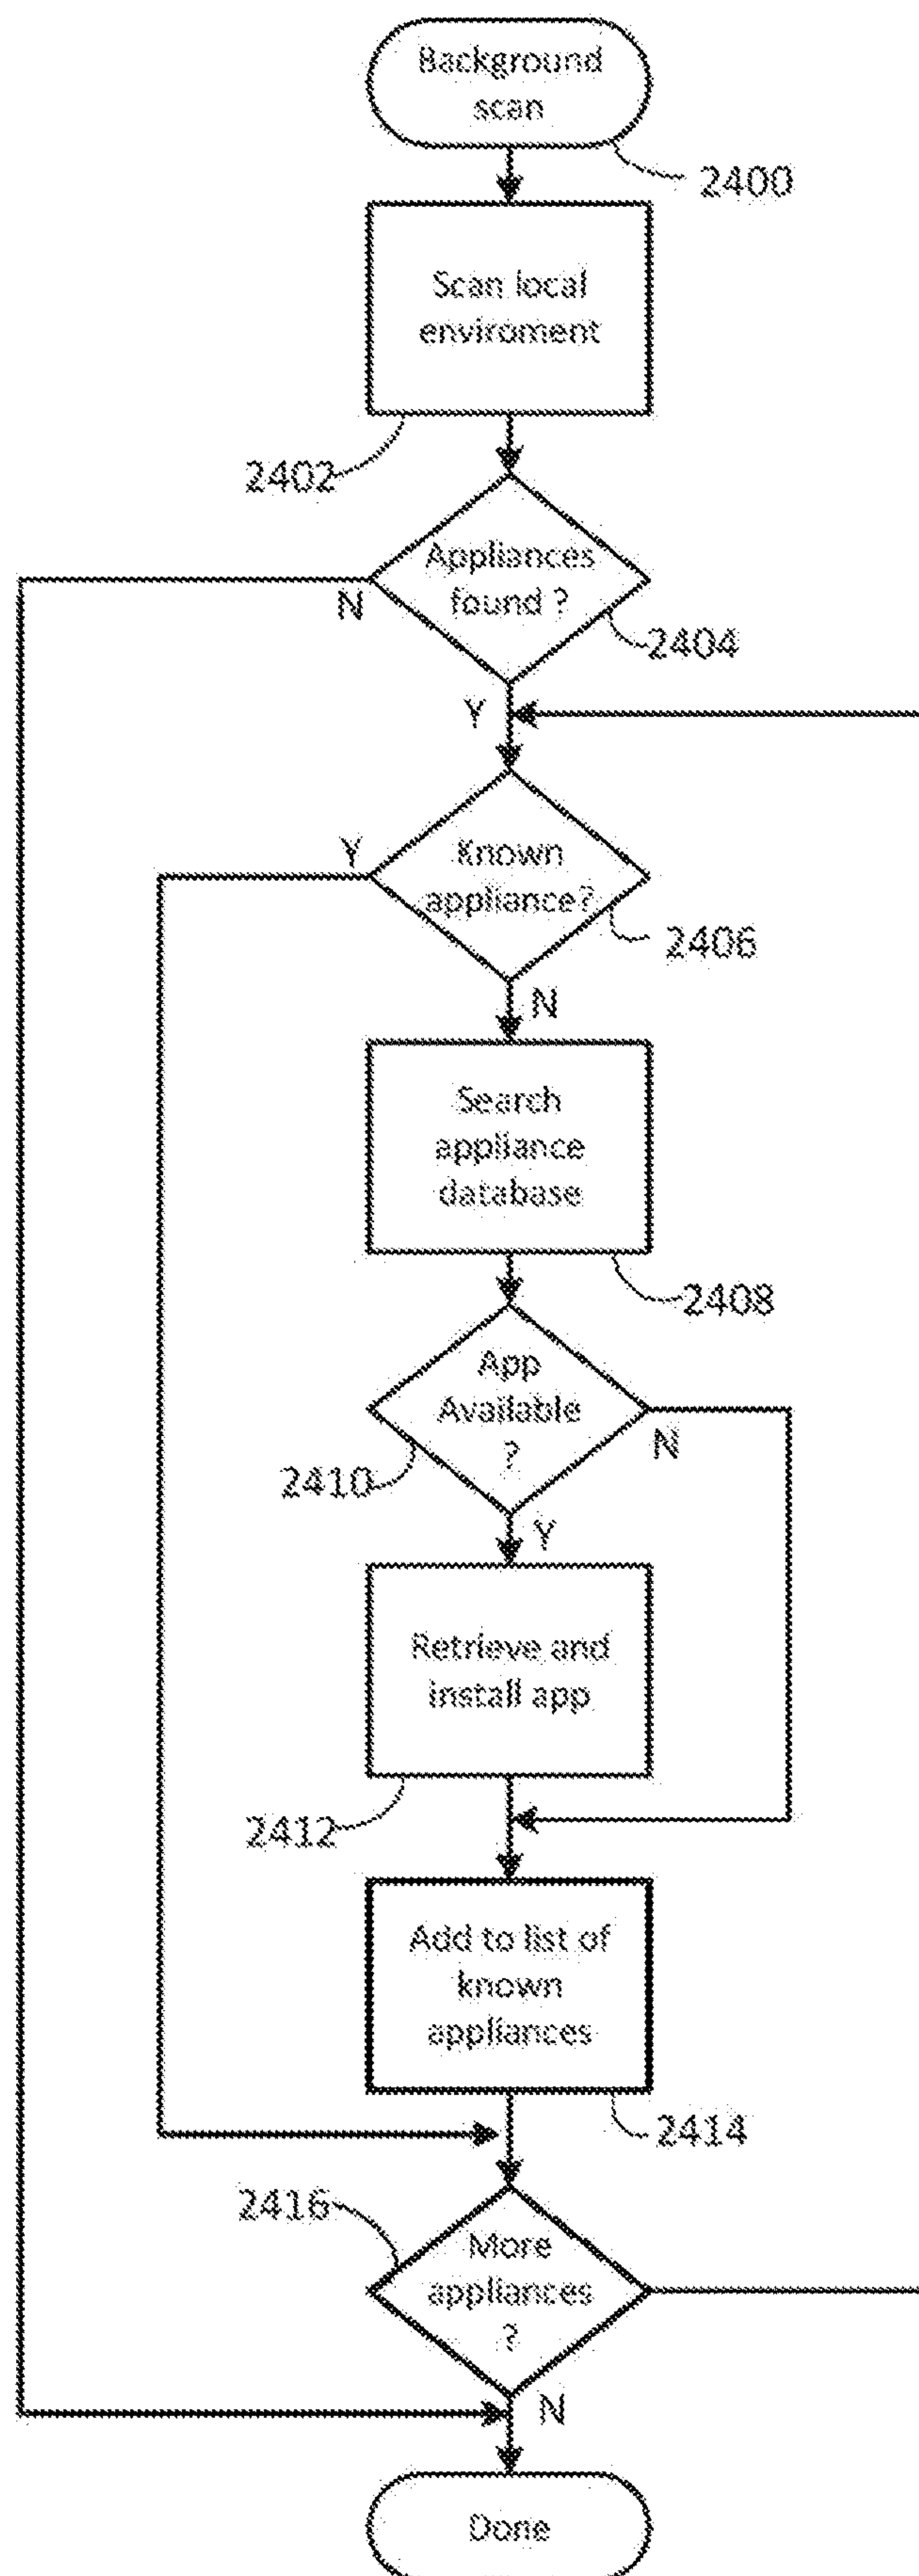 Background
scan
2400
Scan local
enviroment
2402
Appliances
found ?
N
2404
Y
Y
Known
appliance?
2406
N
Search
appliance
database
2408
App
Available
?
N
2410
Y
Retrieve and
install app
2412
Add to list of
known
appliances
2414
2416
More
appliances
?
N
Done